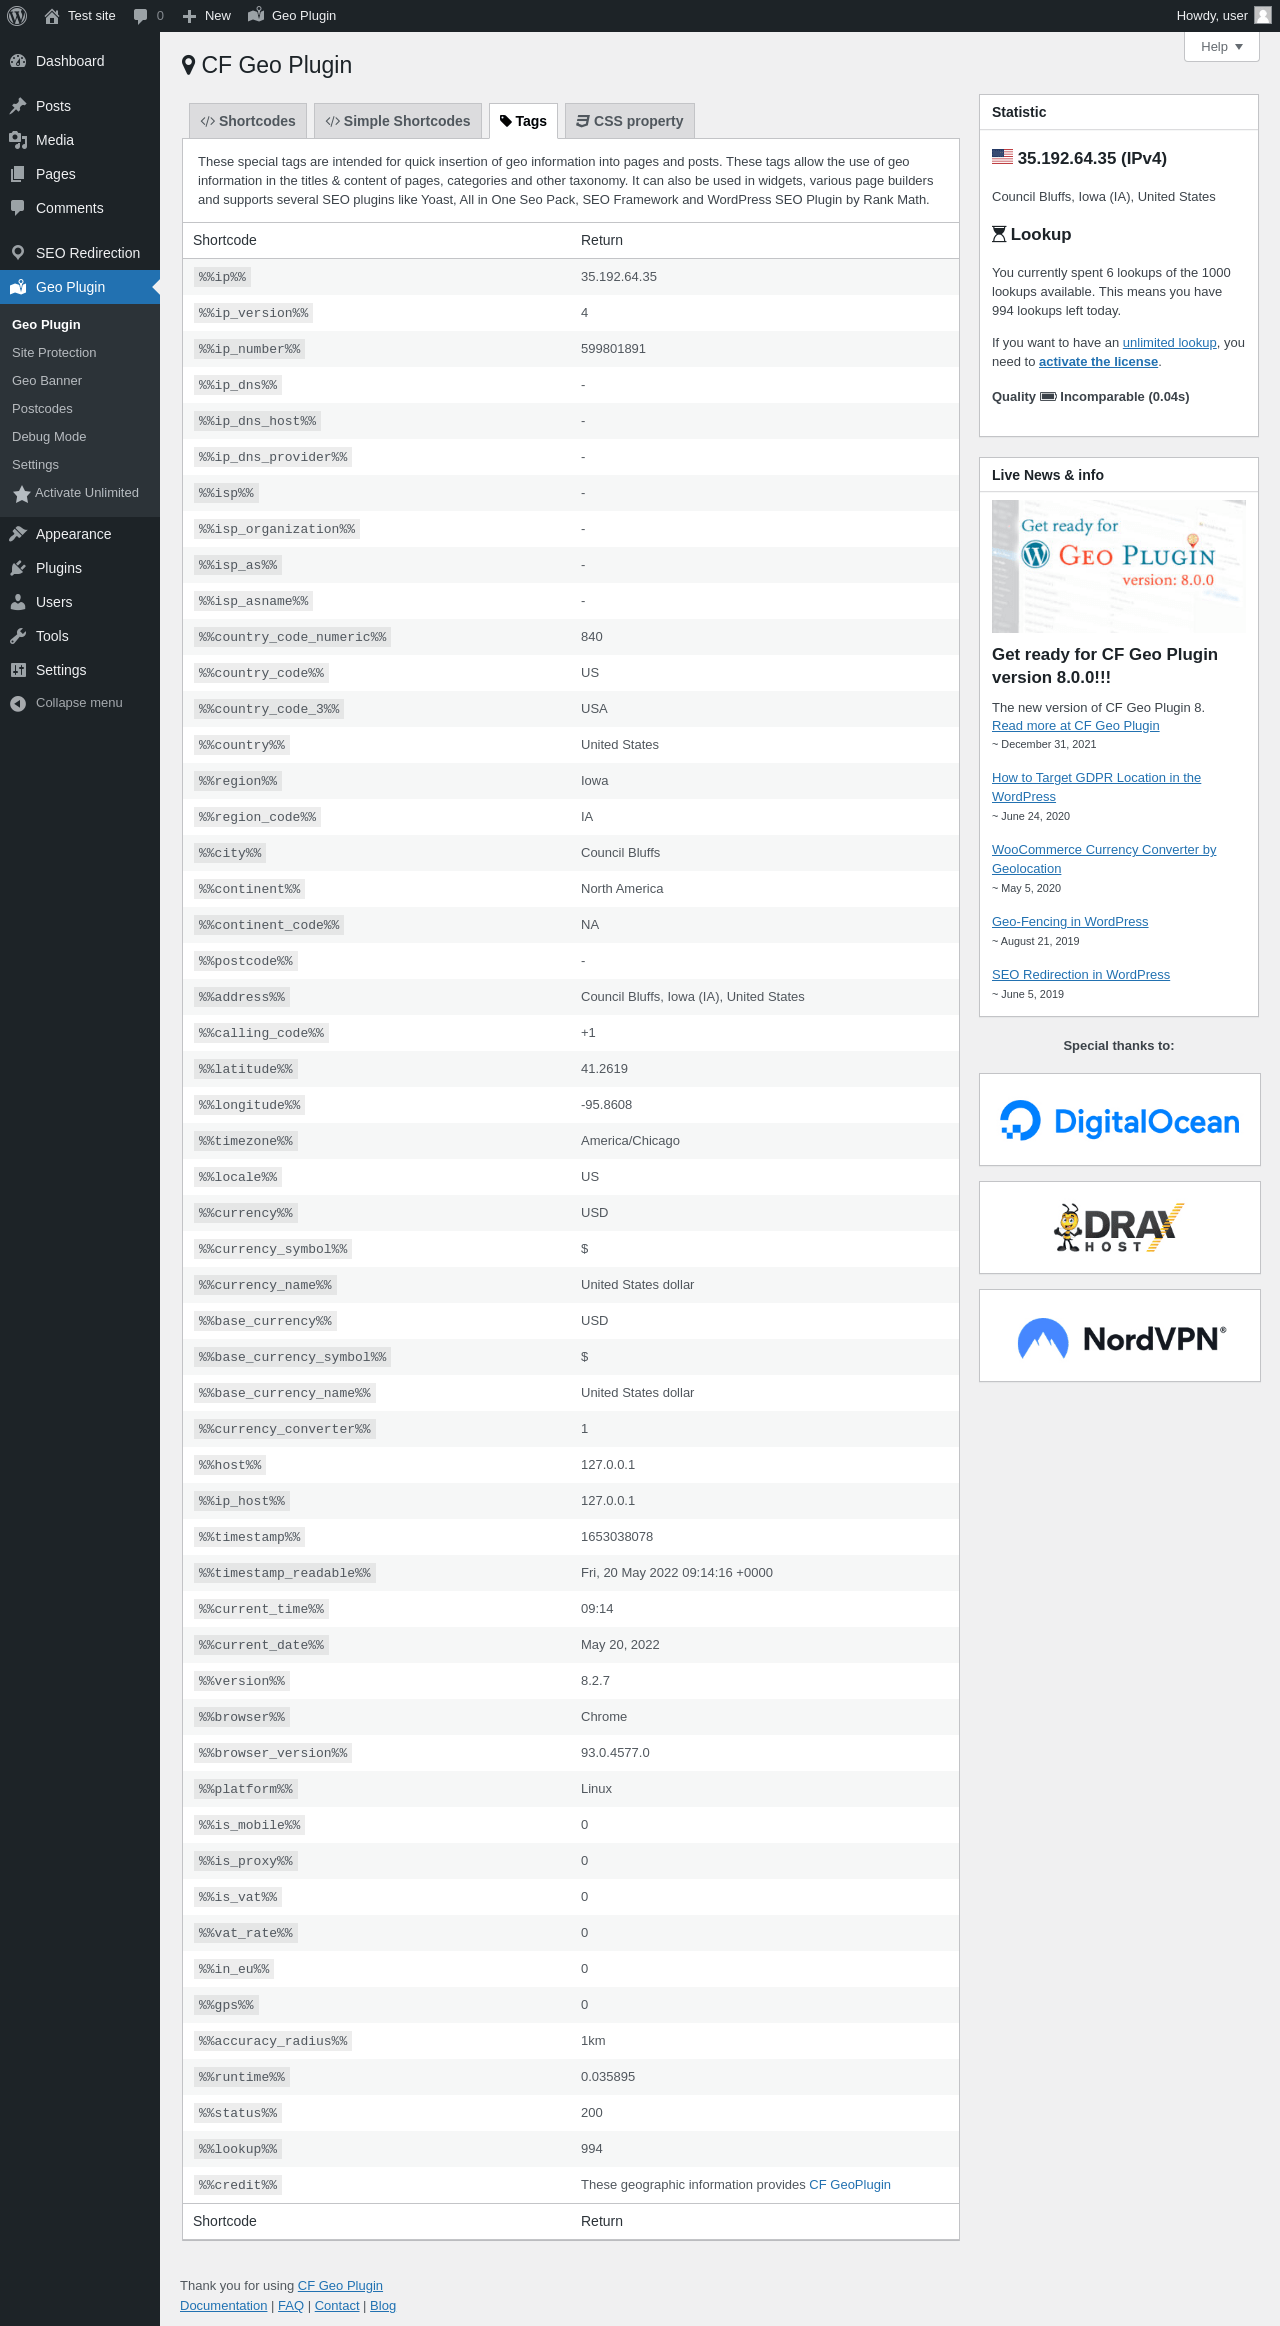 Test site
0
New
Geo Plugin
Howdy, user
Help
Dashboard
Posts
Media
Pages
Comments
SEO Redirection
Geo Plugin
Geo Plugin
Site Protection
Geo Banner
Postcodes
Debug Mode
Settings
Activate Unlimited
Appearance
Plugins
Users
Tools
Settings
Collapse menu
CF Geo Plugin
Shortcodes
Simple Shortcodes
Tags
CSS property
These special tags are intended for quick insertion of geo information into pages and posts. These tags allow the use of geo
information in the titles & content of pages, categories and other taxonomy. It can also be used in widgets, various page builders
and supports several SEO plugins like Yoast, All in One Seo Pack, SEO Framework and WordPress SEO Plugin by Rank Math.
Shortcode Return
%%ip%% 35.192.64.35
%%ip_version%% 4
%%ip_number%% 599801891
%%ip_dns%% -
%%ip_dns_host%% -
%%ip_dns_provider%% -
%%isp%% -
%%isp_organization%% -
%%isp_as%% -
%%isp_asname%% -
%%country_code_numeric%% 840
%%country_code%% US
%%country_code_3%% USA
%%country%% United States
%%region%% Iowa
%%region_code%% IA
%%city%% Council Bluffs
%%continent%% North America
%%continent_code%% NA
%%postcode%% -
%%address%% Council Bluffs, Iowa (IA), United States
%%calling_code%% +1
%%latitude%% 41.2619
%%longitude%% -95.8608
%%timezone%% America/Chicago
%%locale%% US
%%currency%% USD
%%currency_symbol%% $
%%currency_name%% United States dollar
%%base_currency%% USD
%%base_currency_symbol%% $
%%base_currency_name%% United States dollar
%%currency_converter%% 1
%%host%% 127.0.0.1
%%ip_host%% 127.0.0.1
%%timestamp%% 1653038078
%%timestamp_readable%% Fri, 20 May 2022 09:14:16 +0000
%%current_time%% 09:14
%%current_date%% May 20, 2022
%%version%% 8.2.7
%%browser%% Chrome
%%browser_version%% 93.0.4577.0
%%platform%% Linux
%%is_mobile%% 0
%%is_proxy%% 0
%%is_vat%% 0
%%vat_rate%% 0
%%in_eu%% 0
%%gps%% 0
%%accuracy_radius%% 1km
%%runtime%% 0.035895
%%status%% 200
%%lookup%% 994
%%credit%% These geographic information provides CF GeoPlugin
Shortcode Return
Statistic
35.192.64.35 (IPv4)
Council Bluffs, Iowa (IA), United States
Lookup
You currently spent 6 lookups of the 1000
lookups available. This means you have
994 lookups left today.
If you want to have an unlimited lookup, you
need to activate the license.
Quality Incomparable (0.04s)
Live News & info
Get ready for
GEO PLUGIN
version: 8.0.0
Get ready for CF Geo Plugin
version 8.0.0!!!
The new version of CF Geo Plugin 8.
Read more at CF Geo Plugin
~ December 31, 2021
How to Target GDPR Location in the
WordPress
~ June 24, 2020
WooCommerce Currency Converter by
Geolocation
~ May 5, 2020
Geo-Fencing in WordPress
~ August 21, 2019
SEO Redirection in WordPress
~ June 5, 2019
Special thanks to:
DigitalOcean
DRAX
HOST
NordVPN®
Thank you for using CF Geo Plugin
Documentation | FAQ | Contact | Blog